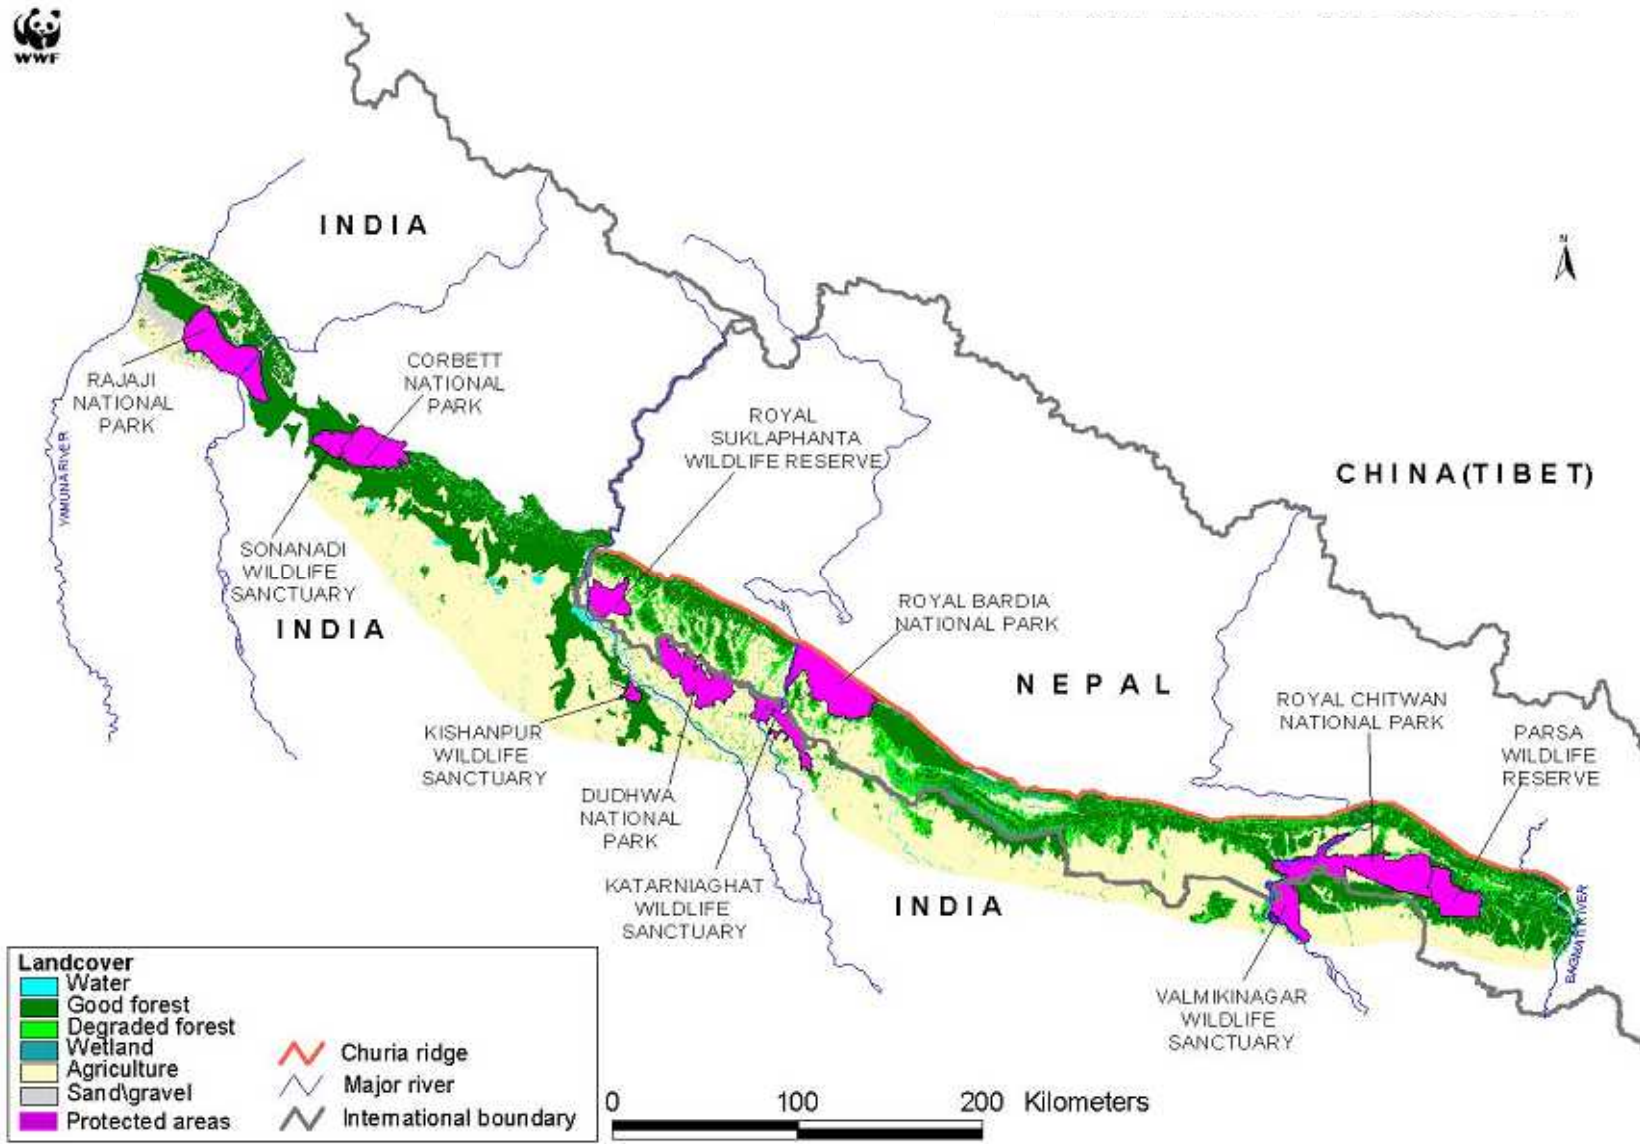 WWF
INDIA
N
RAJAJI
NATIONAL
PARK
CORBETT
NATIONAL
PARK
ROYAL
SUKLAPHANTA
WILDLIFE RESERVE
YAMUNA RIVER
CHINA(TIBET)
SONANADI
WILDLIFE
SANCTUARY
INDIA
ROYAL BARDIA
NATIONAL PARK
NEPAL
ROYAL CHITWAN
NATIONAL PARK
PARSA
WILDLIFE
RESERVE
KISHANPUR
WILDLIFE
SANCTUARY
DUDHWA
NATIONAL
PARK
KATARNIAGHAT
WILDLIFE
SANCTUARY
INDIA
BAGMATI RIVER
VALMIKINAGAR
WILDLIFE
SANCTUARY
Landcover
Water
Good forest
Degraded forest
Wetland
Agriculture
Sand\gravel
Protected areas
Churia ridge
Major river
International boundary
0 100 200 Kilometers